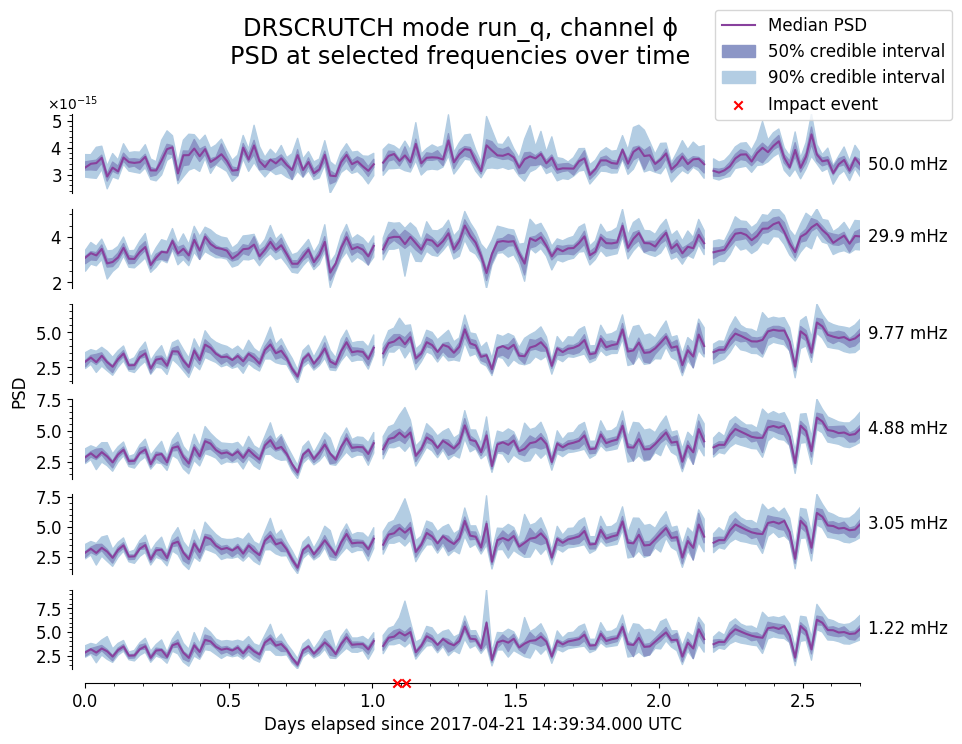 DRSCRUTCH mode run_q, channel ϕ
PSD at selected frequencies over time
Median PSD
50% credible interval
90% credible interval
Impact event
×10⁻¹⁵
5
4
3
50.0 mHz
4
2
29.9 mHz
5.0
2.5
9.77 mHz
7.5
5.0
2.5
4.88 mHz
7.5
5.0
2.5
3.05 mHz
7.5
5.0
2.5
1.22 mHz
PSD
0.0 0.5 1.0 1.5 2.0 2.5
Days elapsed since 2017-04-21 14:39:34.000 UTC